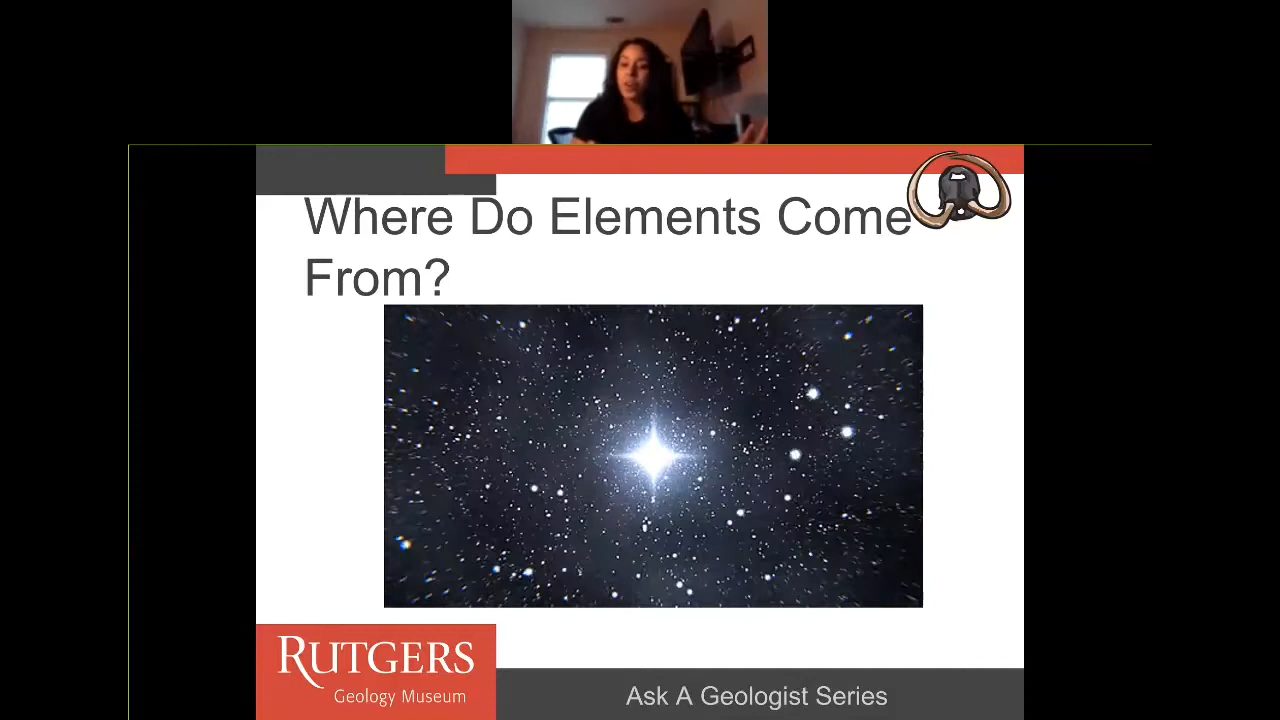 Where Do Elements Come
From?
RUTGERS
Geology Museum
Ask A Geologist Series